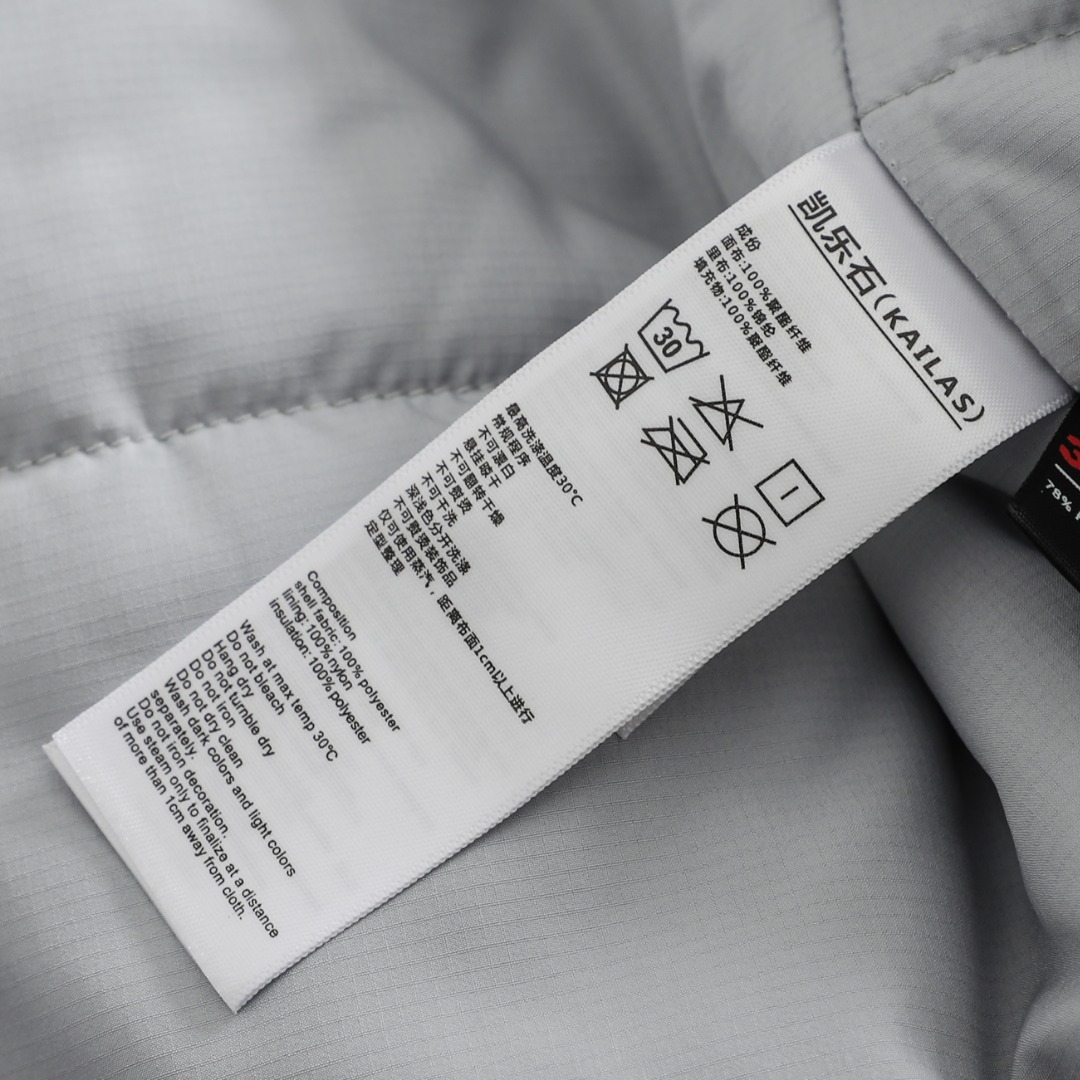 凯乐石(KAILAS)
成份
面布:100%聚酯纤维
里布:100%锦纶
填充物:100%聚酯纤维
30
最高洗涤温度30℃
常规程序
不可漂白
悬挂晾干
不可翻转干燥
不可熨烫
不可干洗
深浅色分开洗涤
不可熨烫装饰品
仅可使用蒸汽，距离布面1cm以上进行
定型整理
Composition
shell fabric: 100% polyester
lining: 100% nylon
insulation: 100% polyester
Wash at max temp 30℃
Do not bleach
Hang dry
Do not tumble dry
Do not iron
Do not dry clean
Wash dark colors and light colors
separately.
Do not iron decoration.
Use steam only to finalize at a distance
of more than 1cm away from cloth.
78%